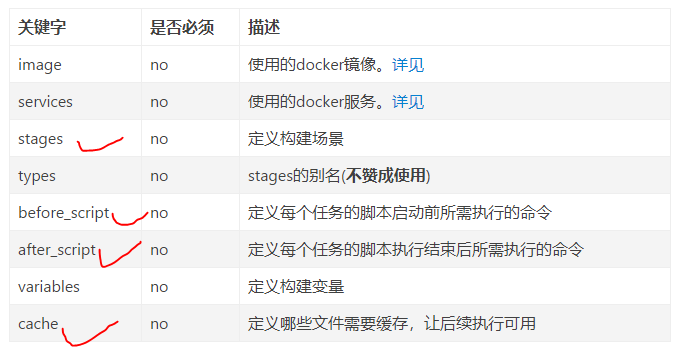 关键字 是否必须 描述
image no 使用的docker镜像。详见
services no 使用的docker服务。详见
stages no 定义构建场景
types no stages的别名(不赞成使用)
before_script no 定义每个任务的脚本启动前所需执行的命令
after_script no 定义每个任务的脚本执行结束后所需执行的命令
variables no 定义构建变量
cache no 定义哪些文件需要缓存，让后续执行可用